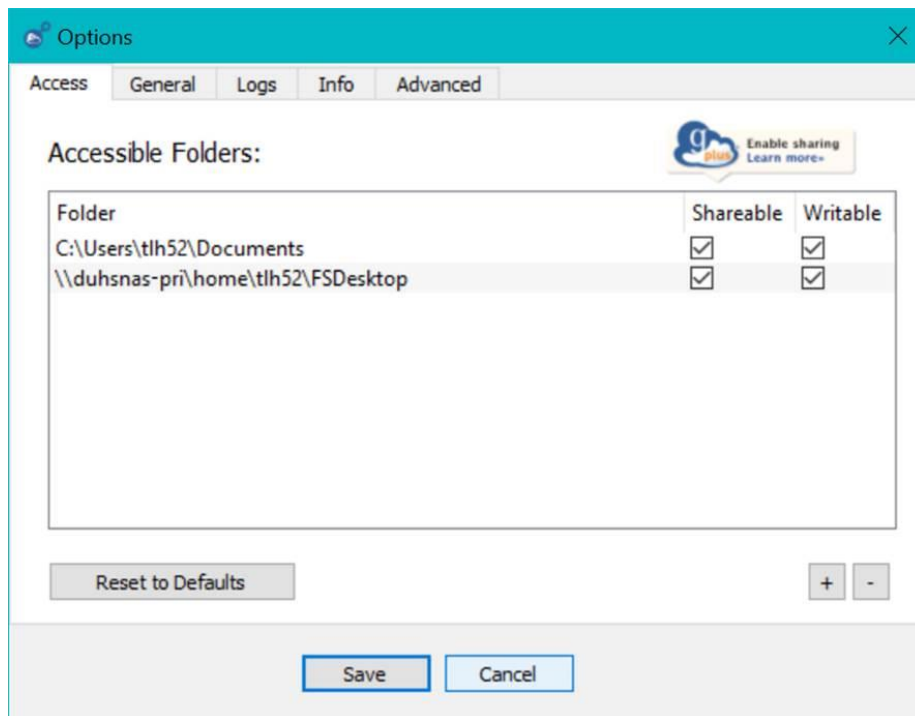 Options
Access General Logs Info Advanced
Accessible Folders:
g plus Enable sharing
Learn more»
Folder Shareable Writable
C:\Users\tlh52\Documents
\\duhsnas-pri\home\tlh52\FSDesktop
Reset to Defaults + -
Save Cancel